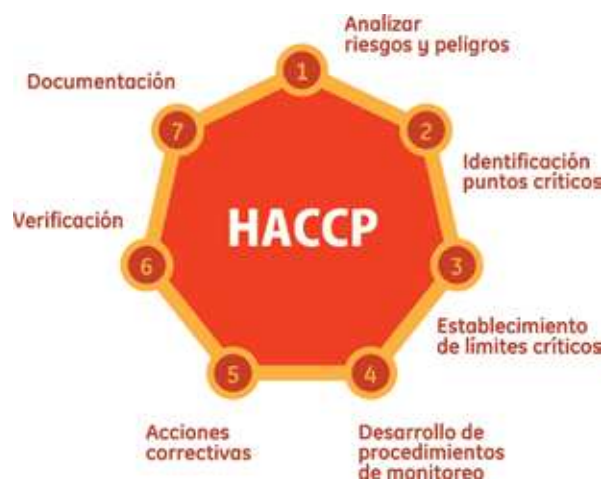 1
Analizar
riesgos y peligros
2
Identificación
puntos críticos
3
Establecimiento
de límites críticos
4
Desarrollo de
procedimientos
de monitoreo
5
Acciones
correctivas
6
Verificación
7
Documentación
HACCP